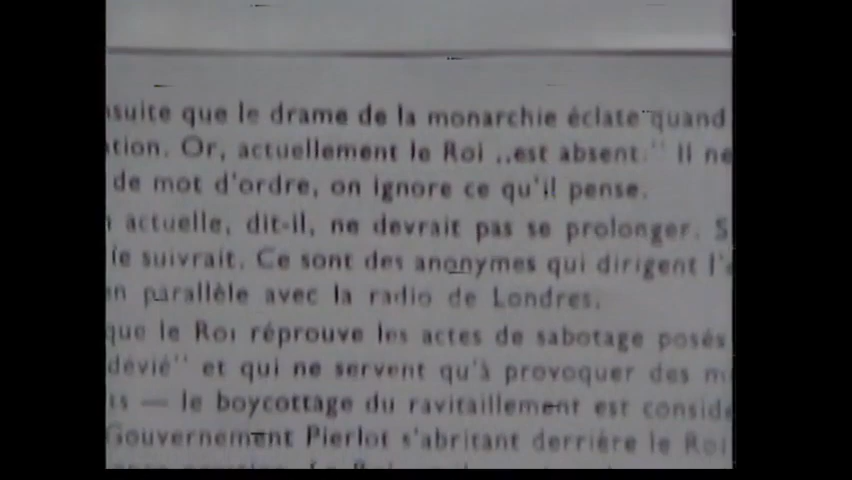 suite que le drame de la monarchie éclate quand
tion. Or, actuellement le Roi „est absent." Il ne
de mot d'ordre, on ignore ce qu'il pense.
actuelle, dit-il, ne devrait pas se prolonger. S
ie suivrait. Ce sont des anonymes qui dirigent l'
en parallèle avec la radio de Londres.
que le Roi réprouve les actes de sabotage posés
dévié" et qui ne servent qu'à provoquer des m
ts — le boycottage du ravitaillement est considé
Gouvernement Pierlot s'abritant derrière le Roi